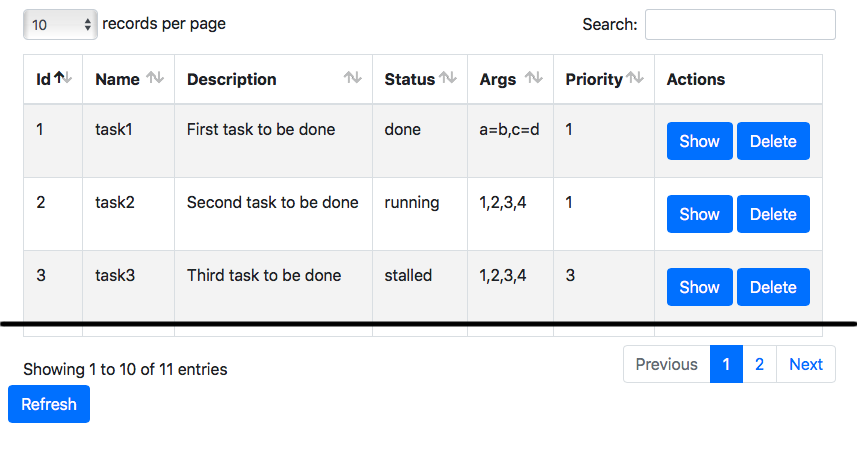 10 records per page Search:
Id Name Description Status Args Priority Actions
1 task1 First task to be done done a=b,c=d 1 Show Delete
2 task2 Second task to be done running 1,2,3,4 1 Show Delete
3 task3 Third task to be done stalled 1,2,3,4 3 Show Delete
Showing 1 to 10 of 11 entries Previous 1 2 Next
Refresh